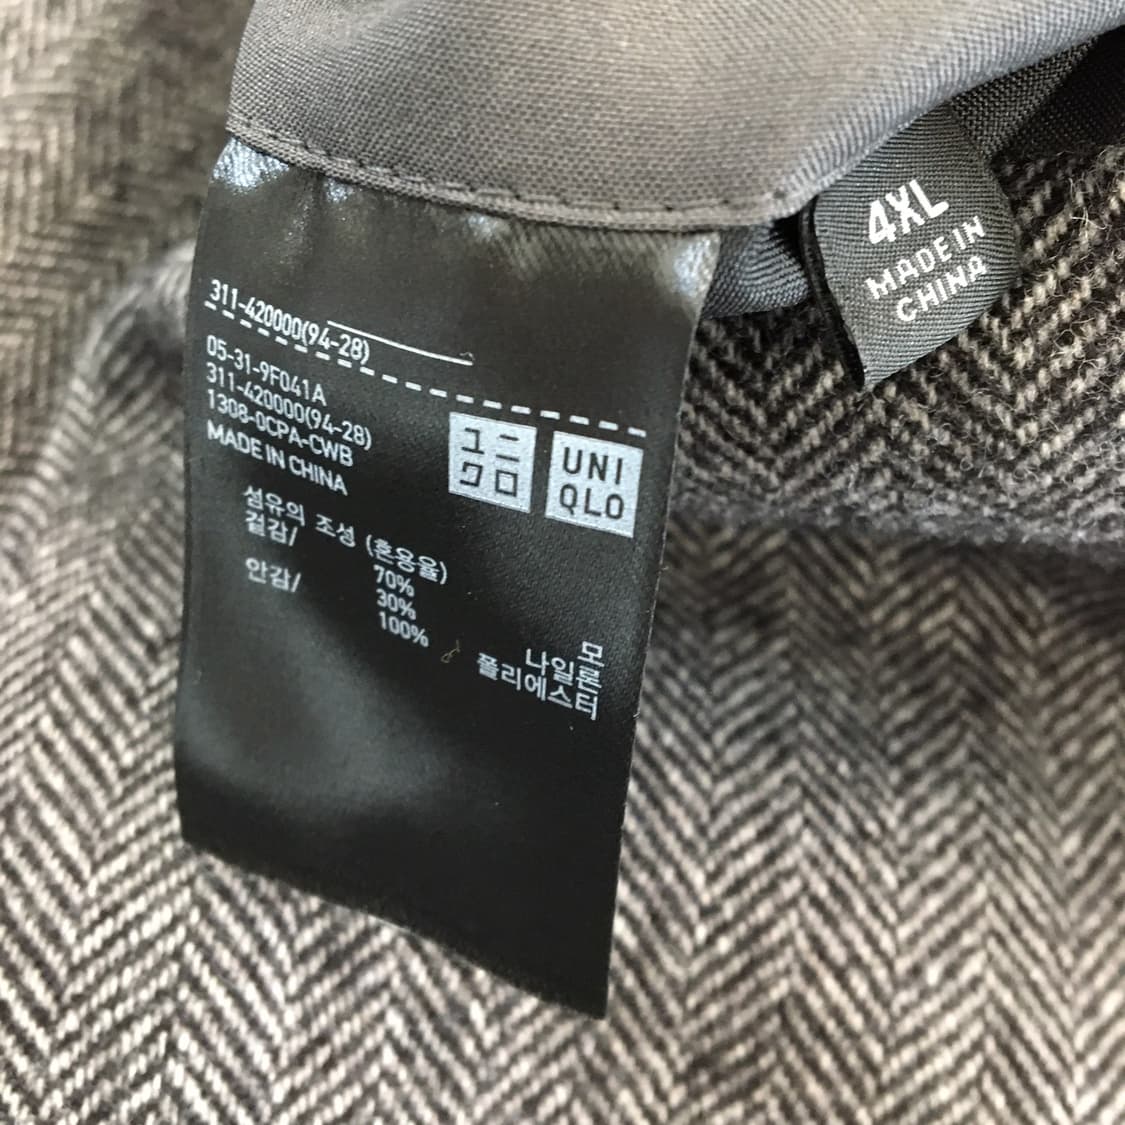 4XL
MADE IN
CHINA
311-420000(94-28)
05-31-9F041A
311-420000(94-28)
1308-0CPA-CWB
MADE IN CHINA
ユニ
クロ
UNI
QLO
섬유의 조성 (혼용율)
겉감/ 70% 모
30% 나일론
안감/ 100% 폴리에스터